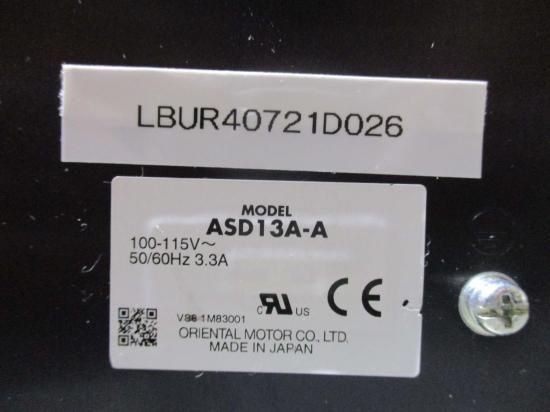 LBUR40721D026
MODEL
ASD13A-A
100-115V～
50/60Hz 3.3A
C US
CE
1M83001
ORIENTAL MOTOR CO., LTD.
MADE IN JAPAN